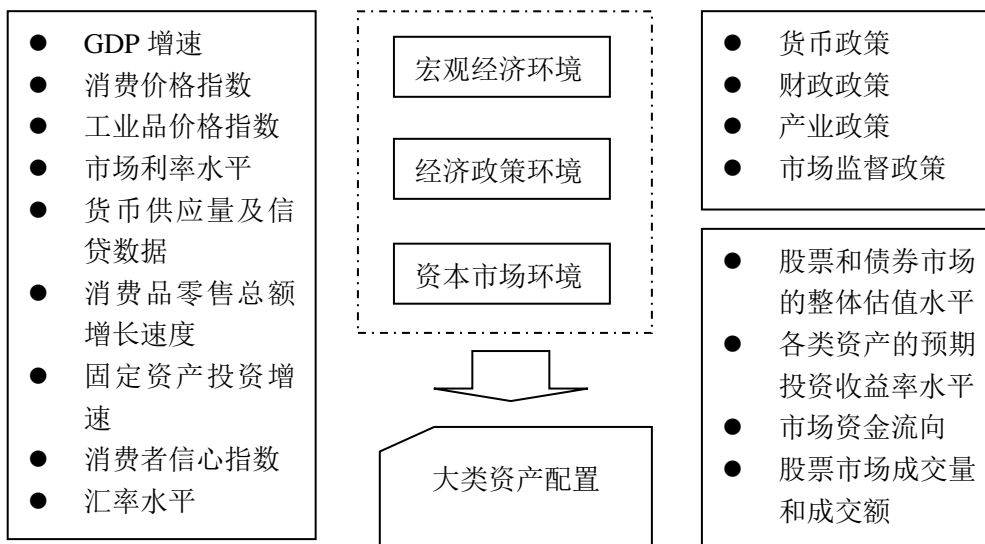 ● GDP 增速
● 消费价格指数
● 工业品价格指数
● 市场利率水平
● 货币供应量及信
贷数据
● 消费品零售总额
增长速度
● 固定资产投资增
速
● 消费者信心指数
● 汇率水平
宏观经济环境
经济政策环境
资本市场环境
大类资产配置
● 货币政策
● 财政政策
● 产业政策
● 市场监督政策
● 股票和债券市场
的整体估值水平
● 各类资产的预期
投资收益率水平
● 市场资金流向
● 股票市场成交量
和成交额